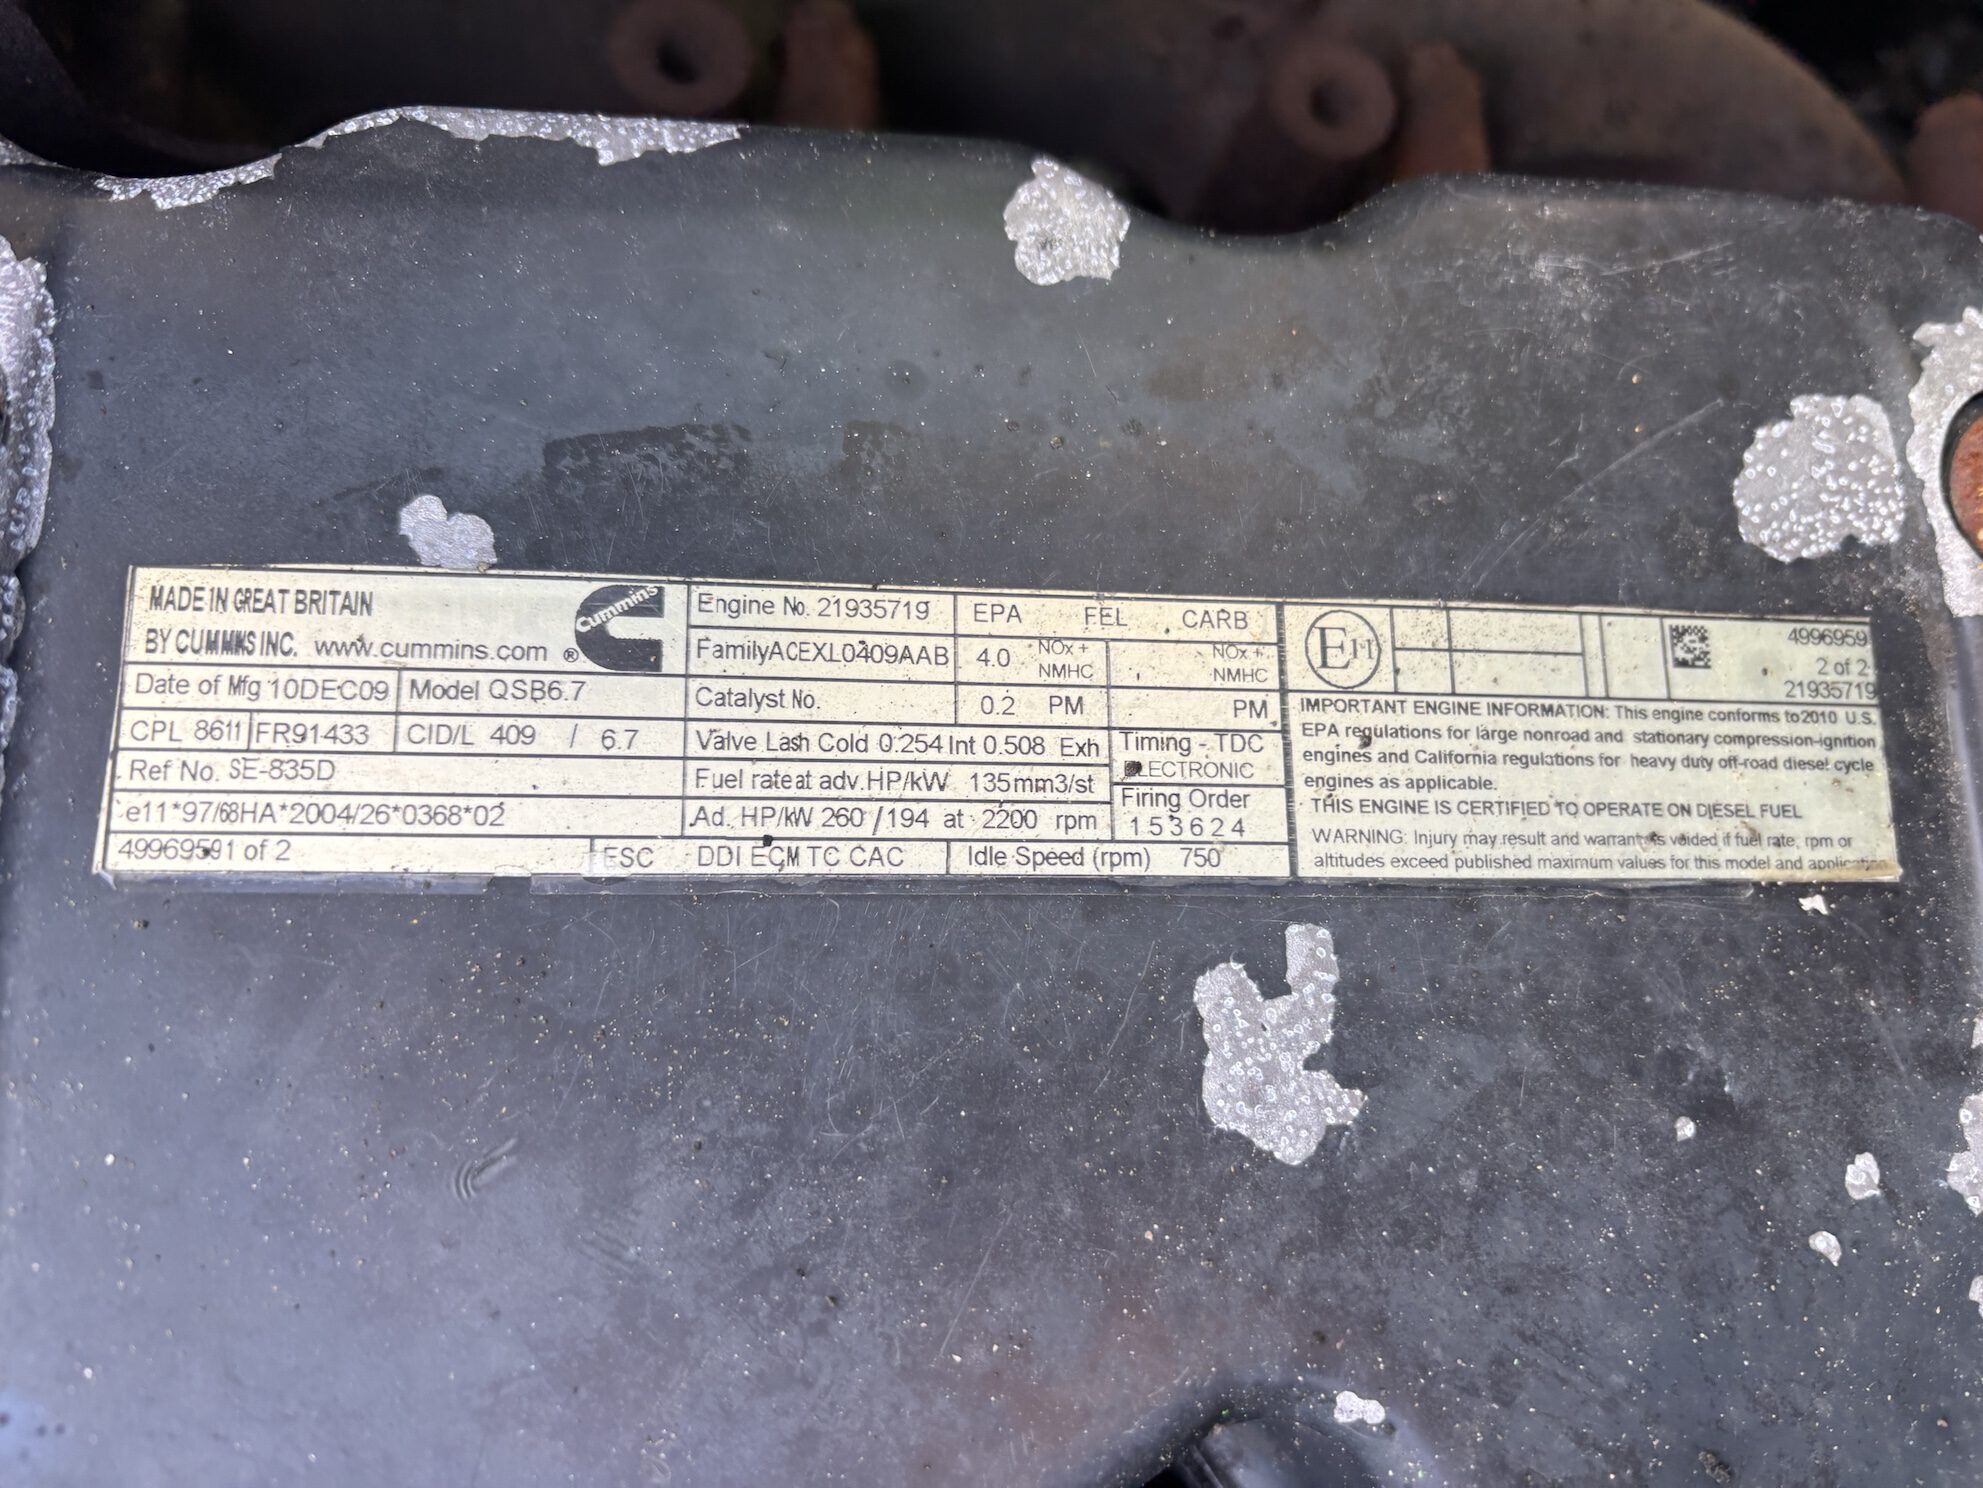 MADE IN GREAT BRITAIN
BY CUMMINS INC. www.cummins.com ®
Cummins
Date of Mfg 10DEC09 Model QSB6.7
CPL 8611 FR91433 CID/L 409 / 6.7
Ref No. SE-835D
e11*97/68HA*2004/26*0368*02
49969591 of 2
ESC DDI ECM TC CAC
Engine No. 21935719
FamilyACEXL0409AAB
Catalyst No.
Valve Lash Cold 0.254 Int 0.508 Exh
Fuel rate at adv. HP/kW 135mm3/st
Ad. HP/kW 260 / 194 at 2200 rpm
Idle Speed (rpm) 750
EPA FEL CARB
4.0 NOx + NMHC NOx + NMHC
0.2 PM PM
Timing - TDC
ELECTRONIC
Firing Order
1 5 3 6 2 4
E11
4996959
2 of 2
21935719
IMPORTANT ENGINE INFORMATION: This engine conforms to 2010 U.S.
EPA regulations for large nonroad and stationary compression-ignition
engines and California regulations for heavy duty off-road diesel cycle
engines as applicable.
THIS ENGINE IS CERTIFIED TO OPERATE ON DIESEL FUEL
WARNING: Injury may result and warranty is voided if fuel rate, rpm or
altitudes exceed published maximum values for this model and application.